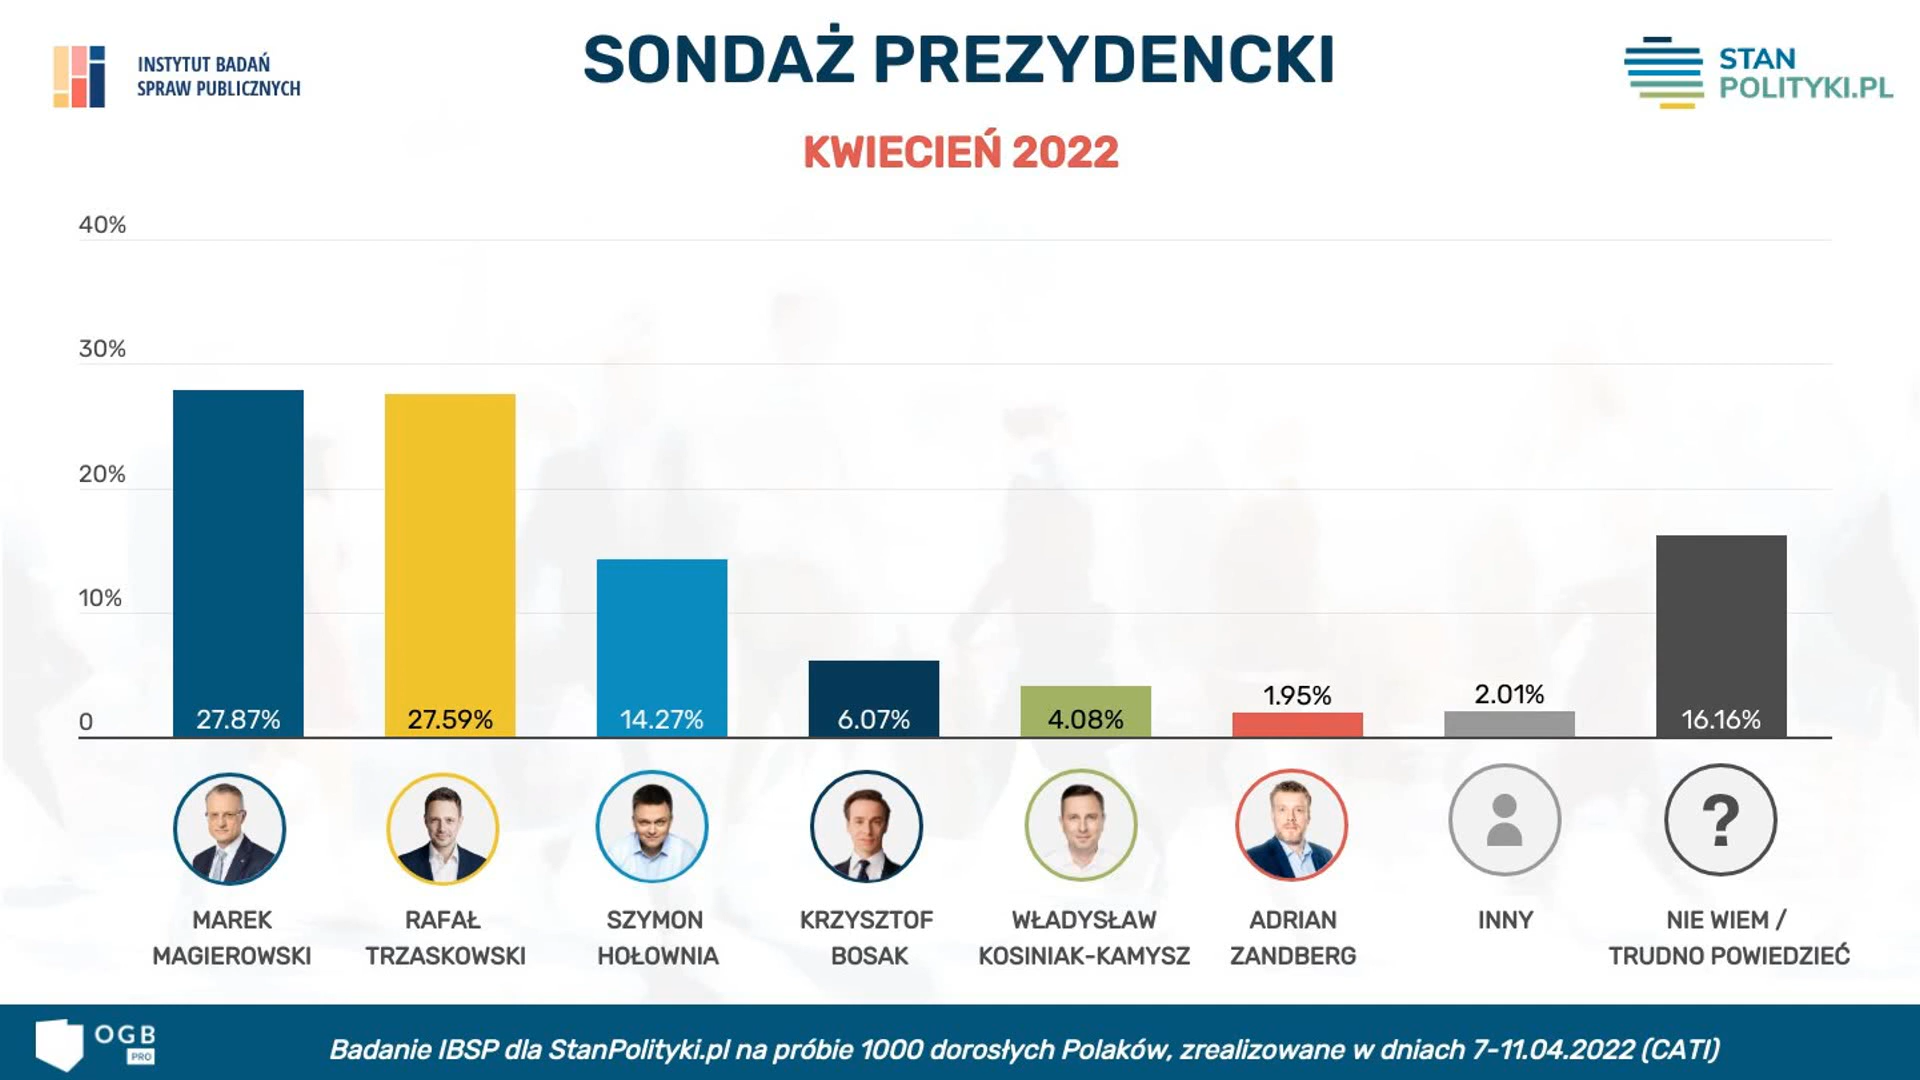 INSTYTUT BADAŃ
SPRAW PUBLICZNYCH
SONDAŻ PREZYDENCKI
KWIECIEŃ 2022
STAN
POLITYKI.PL
40%
30%
20%
10%
0
27.87%
27.59%
14.27%
6.07%
4.08%
1.95%
2.01%
16.16%
?
MAREK
MAGIEROWSKI
RAFAŁ
TRZASKOWSKI
SZYMON
HOŁOWNIA
KRZYSZTOF
BOSAK
WŁADYSŁAW
KOSINIAK-KAMYSZ
ADRIAN
ZANDBERG
INNY
NIE WIEM /
TRUDNO POWIEDZIEĆ
OGB
PRO
Badanie IBSP dla StanPolityki.pl na próbie 1000 dorosłych Polaków, zrealizowane w dniach 7-11.04.2022 (CATI)